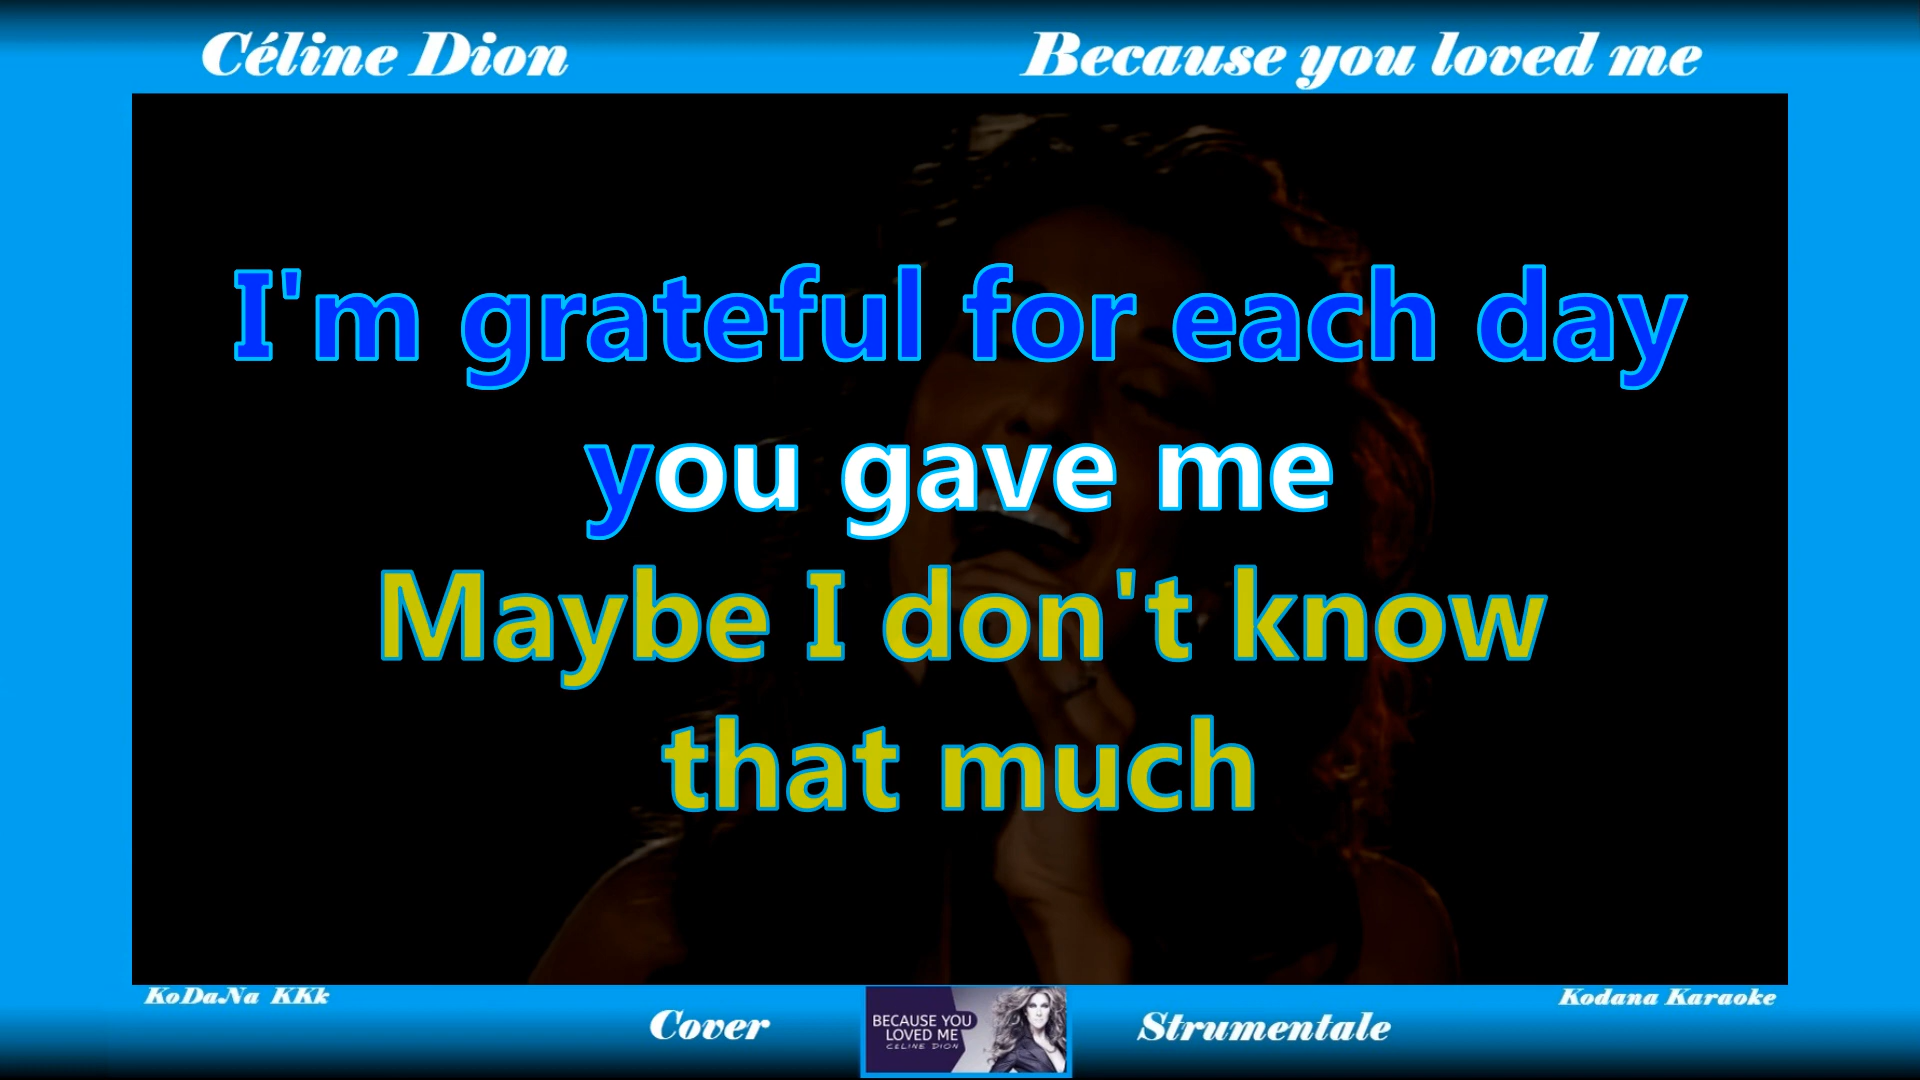 Céline Dion
Because you loved me
I'm grateful for each day
you gave me
Maybe I don't know
that much
KoDaNa KKk
Kodana Karaoke
Cover
BECAUSE YOU
LOVED ME
CELINE DION
Strumentale